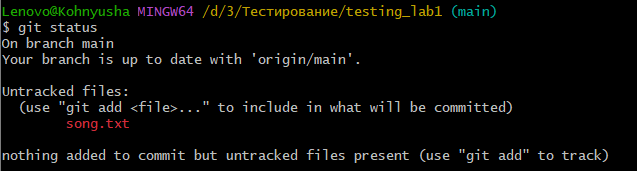 Lenovo@Kohnyusha MINGW64 /d/3/Тестирование/testing_lab1 (main)
$ git status
On branch main
Your branch is up to date with 'origin/main'.

Untracked files:
  (use "git add <file>..." to include in what will be committed)
        song.txt

nothing added to commit but untracked files present (use "git add" to track)